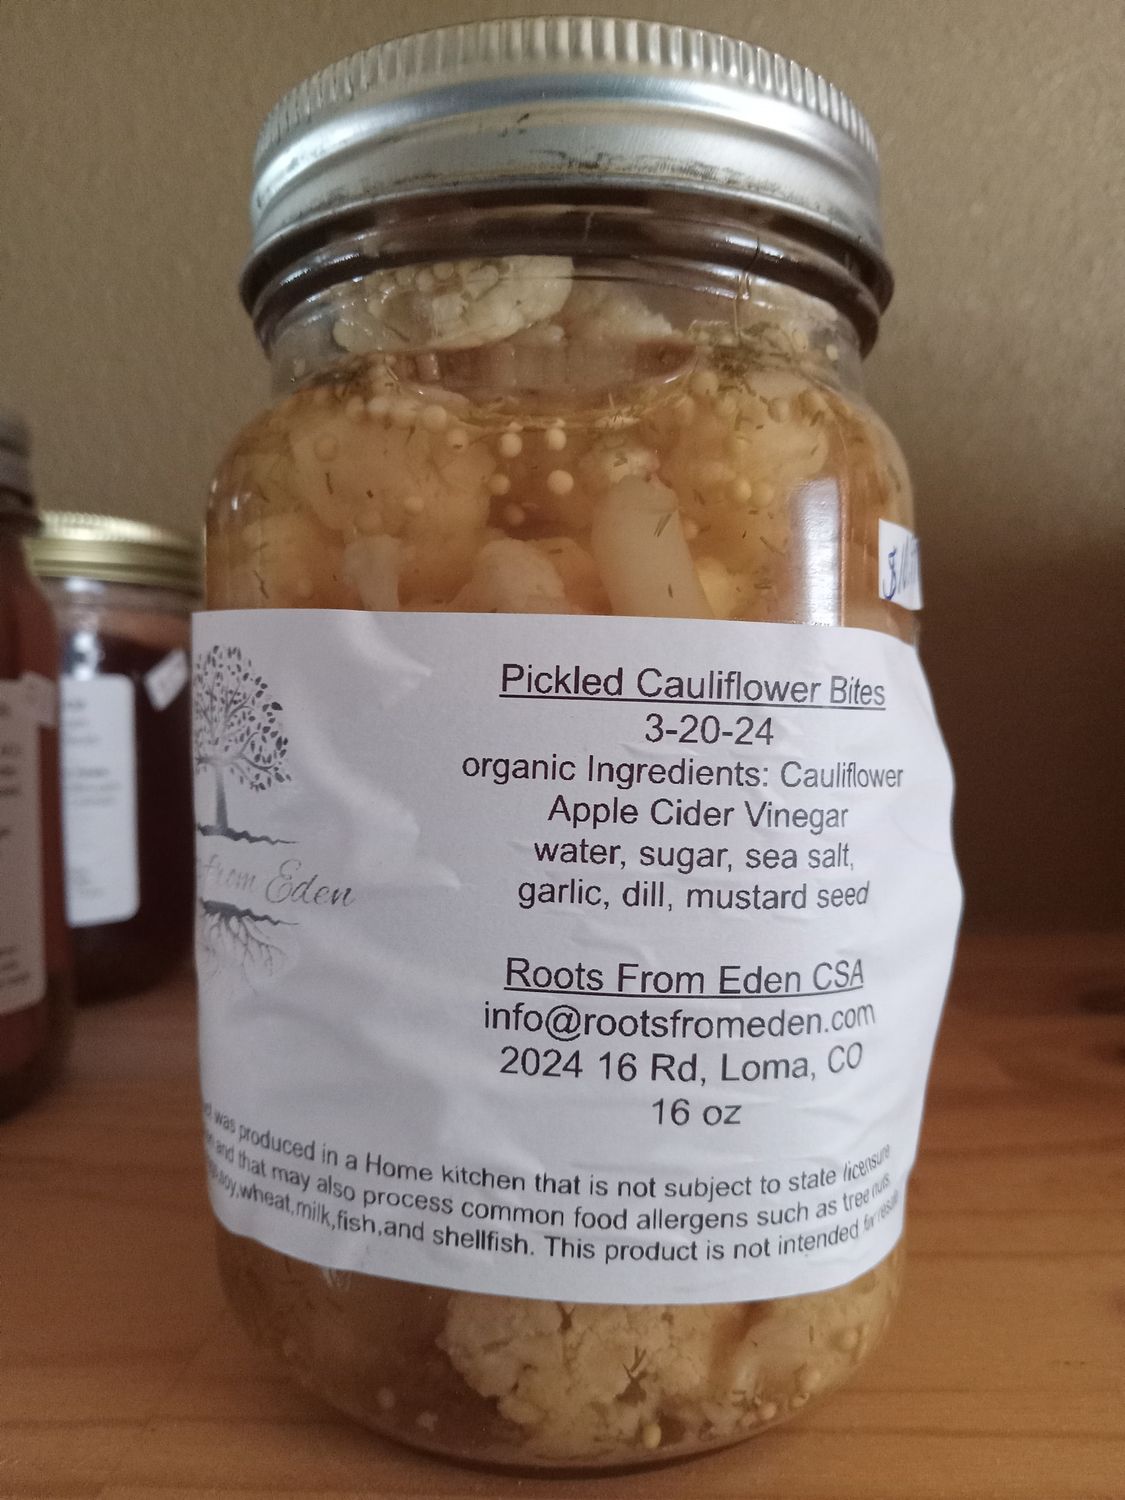 Pickled Cauliflower Bites
3-20-24
organic Ingredients: Cauliflower
Apple Cider Vinegar
water, sugar, sea salt,
garlic, dill, mustard seed
from Eden
Roots From Eden CSA
info@rootsfromeden.com
2024 16 Rd, Loma, CO
16 oz
was produced in a Home kitchen that is not subject to state licensure
and that may also process common food allergens such as tree nuts,
soy,wheat,milk,fish,and shellfish. This product is not intended for resale